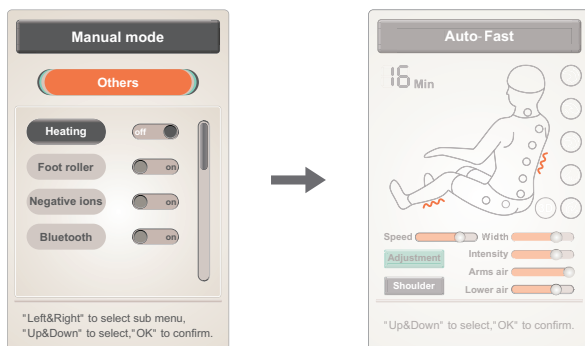 Manual mode
Others
Heating off
Foot roller on
Negative ions on
Bluetooth on
"Left&Right" to select sub menu,
"Up&Down" to select,"OK" to confirm.
Auto-Fast
16 Min
Speed Width
Adjustment Intensity
Arms air
Shoulder Lower air
"Up&Down" to select,"OK" to confirm.